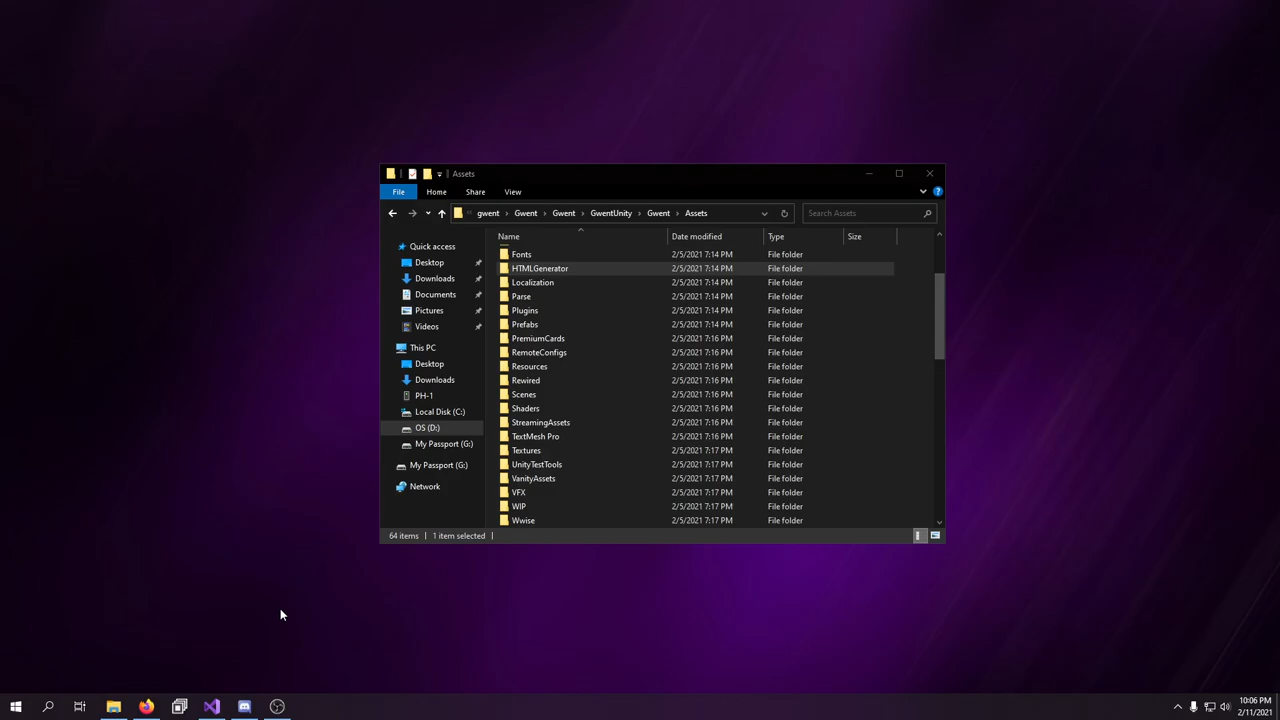 Assets
File Home Share View
gwent Gwent Gwent GwentUnity Gwent Assets Search Assets
Name Date modified Type Size
Quick access
Desktop
Downloads
Documents
Pictures
Videos
This PC
Desktop
Downloads
PH-1
Local Disk (C:)
OS (D:)
My Passport (G:)
My Passport (G:)
Network
Fonts 2/5/2021 7:14 PM File folder
HTMLGenerator 2/5/2021 7:14 PM File folder
Localization 2/5/2021 7:14 PM File folder
Parse 2/5/2021 7:14 PM File folder
Plugins 2/5/2021 7:14 PM File folder
Prefabs 2/5/2021 7:14 PM File folder
PremiumCards 2/5/2021 7:16 PM File folder
RemoteConfigs 2/5/2021 7:16 PM File folder
Resources 2/5/2021 7:16 PM File folder
Rewired 2/5/2021 7:16 PM File folder
Scenes 2/5/2021 7:16 PM File folder
Shaders 2/5/2021 7:16 PM File folder
StreamingAssets 2/5/2021 7:16 PM File folder
TextMesh Pro 2/5/2021 7:16 PM File folder
Textures 2/5/2021 7:17 PM File folder
UnityTestTools 2/5/2021 7:17 PM File folder
VanityAssets 2/5/2021 7:17 PM File folder
VFX 2/5/2021 7:17 PM File folder
WIP 2/5/2021 7:17 PM File folder
Wwise 2/5/2021 7:17 PM File folder
64 items 1 item selected
10:06 PM
2/11/2021